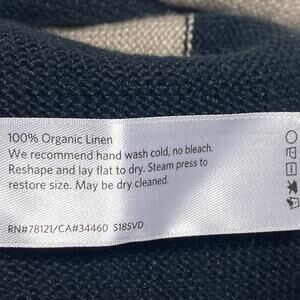 100% Organic Linen
We recommend hand wash cold, no bleach.
Reshape and lay flat to dry. Steam press to
restore size. May be dry cleaned.
RN#78121/CA#34460 S18SVD